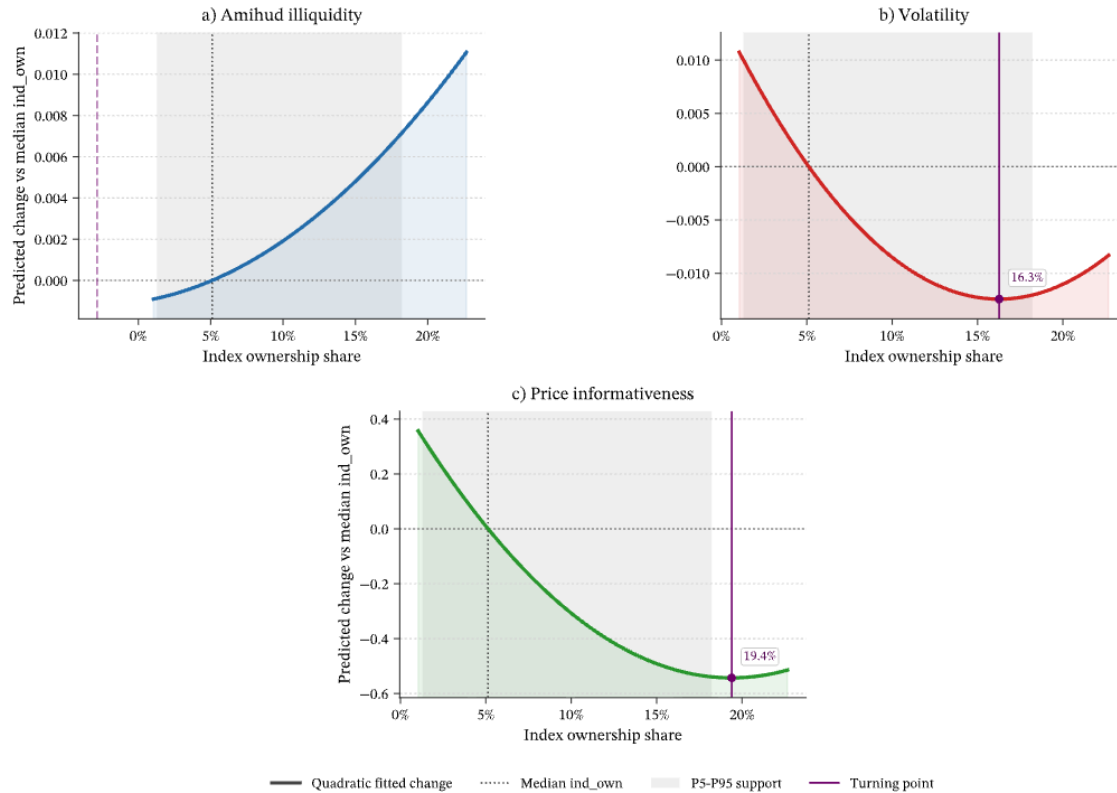 a) Amihud illiquidity
Predicted change vs median ind_own
0.012
0.010
0.008
0.006
0.004
0.002
0.000
0%
5%
10%
15%
20%
Index ownership share
b) Volatility
0.010
0.005
0.000
−0.005
−0.010
16.3%
0%
5%
10%
15%
20%
Index ownership share
c) Price informativeness
Predicted change vs median ind_own
0.4
0.2
0.0
−0.2
−0.4
−0.6
19.4%
0%
5%
10%
15%
20%
Index ownership share
Quadratic fitted change
Median ind_own
P5-P95 support
Turning point